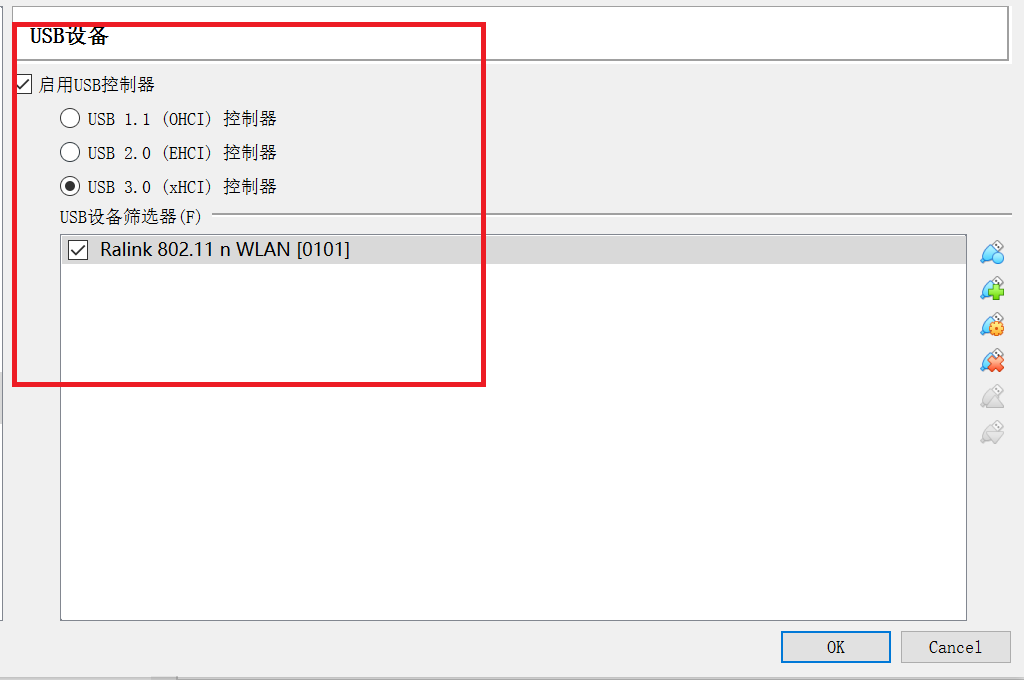 USB设备
启用USB控制器
USB 1.1 (OHCI) 控制器
USB 2.0 (EHCI) 控制器
USB 3.0 (xHCI) 控制器
USB设备筛选器(F)
Ralink 802.11 n WLAN [0101]
OK Cancel